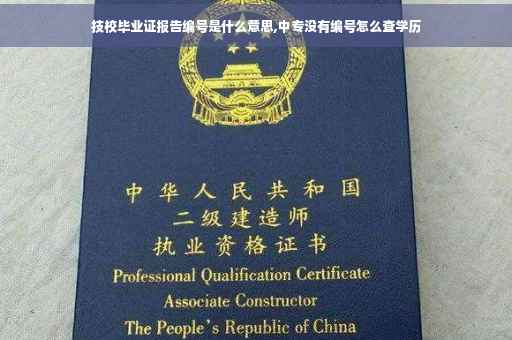 技校毕业证报告编号是什么意思,中专没有编号怎么查学历
中华人民共和国
二级建造师
执业资格证书
Professional Qualification Certificate
Associate Constructor
The People's Republic of China